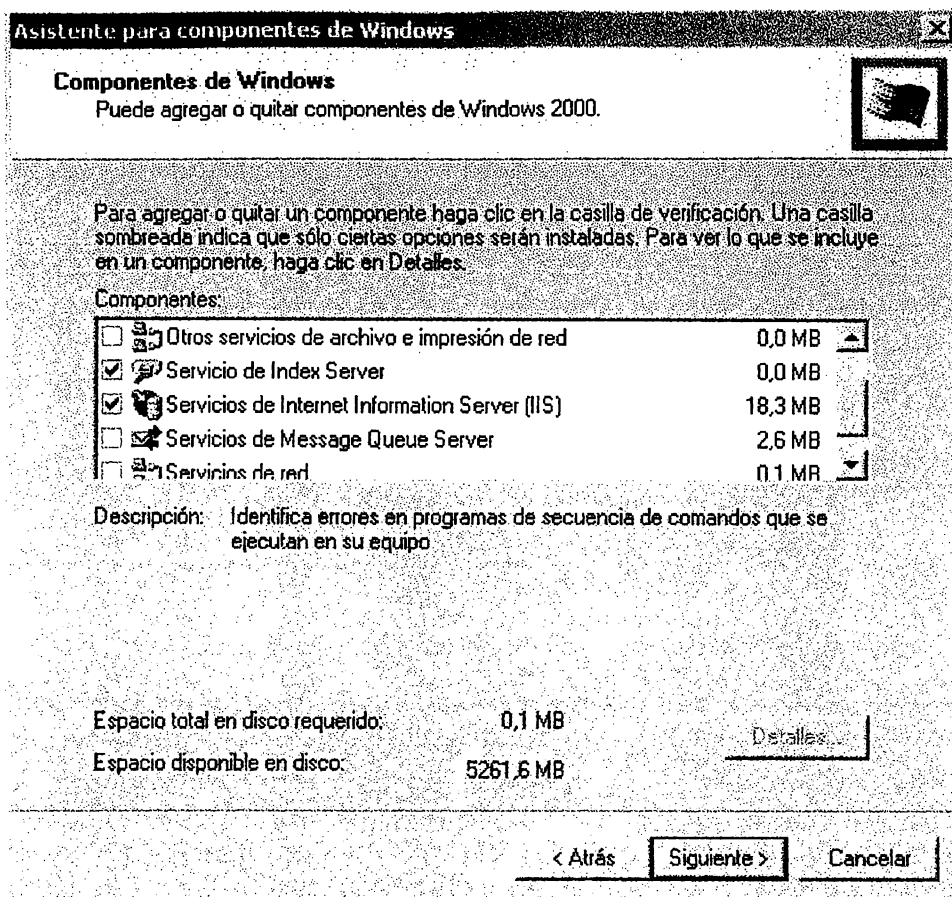 Asistente para componentes de Windows
Componentes de Windows
Puede agregar o quitar componentes de Windows 2000.
Para agregar o quitar un componente haga clic en la casilla de verificación. Una casilla
sombreada indica que sólo ciertas opciones serán instaladas. Para ver lo que se incluye
en un componente, haga clic en Detalles.
Componentes:
Otros servicios de archivo e impresión de red 0,0 MB
Servicio de Index Server 0,0 MB
Servicios de Internet Information Server (IIS) 18,3 MB
Servicios de Message Queue Server 2,6 MB
Servicios de red 0,1 MB
Descripción: Identifica errores en programas de secuencia de comandos que se
ejecutan en su equipo
Espacio total en disco requerido: 0,1 MB
Detalles...
Espacio disponible en disco: 5261,6 MB
< Atrás Siguiente > Cancelar